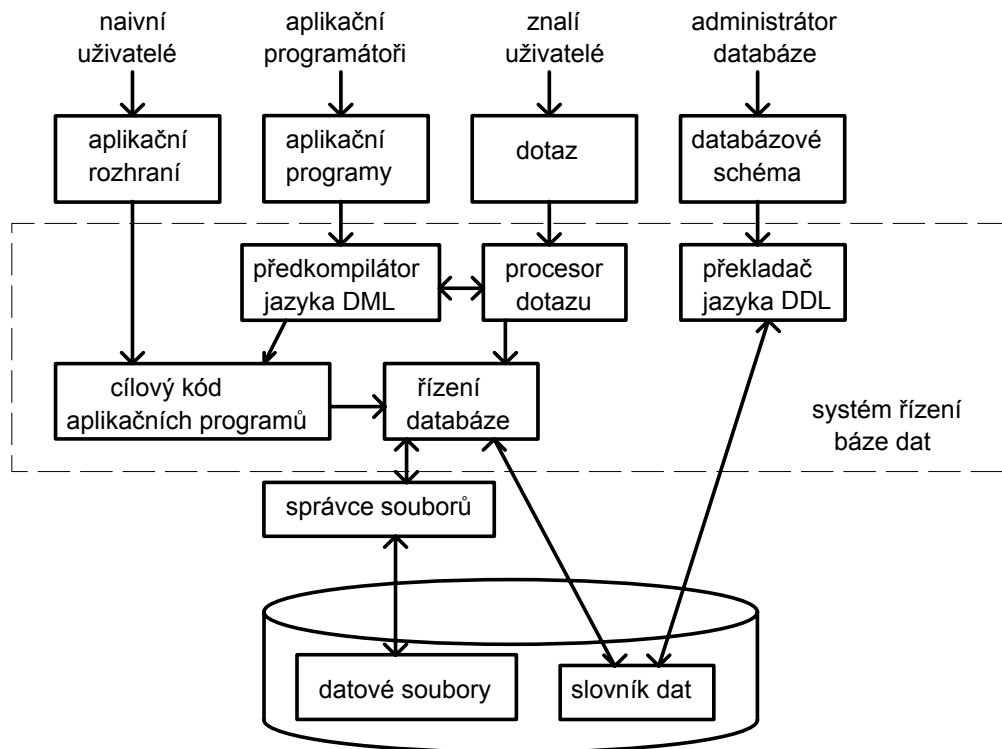 naivní
uživatelé
aplikační
programátoři
znalí
uživatelé
administrátor
databáze
aplikační
rozhraní
aplikační
programy
dotaz
databázové
schéma
předkompilátor
jazyka DML
procesor
dotazu
překladač
jazyka DDL
cílový kód
aplikačních programů
řízení
databáze
systém řízení
báze dat
správce souborů
datové soubory
slovník dat